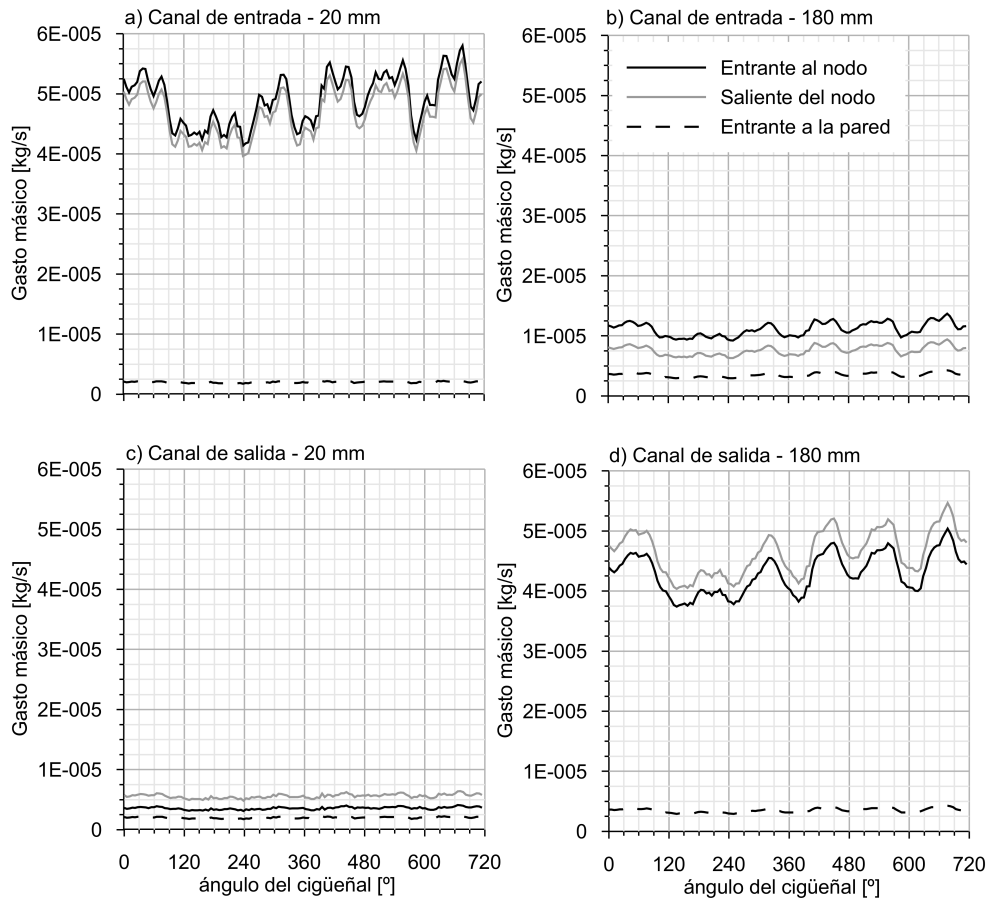 a) Canal de entrada - 20 mm
6E-005
5E-005
4E-005
3E-005
2E-005
1E-005
0
Gasto másico [kg/s]
b) Canal de entrada - 180 mm
6E-005
5E-005
4E-005
3E-005
2E-005
1E-005
0
Gasto másico [kg/s]
Entrante al nodo
Saliente del nodo
Entrante a la pared
c) Canal de salida - 20 mm
6E-005
5E-005
4E-005
3E-005
2E-005
1E-005
0
Gasto másico [kg/s]
0 120 240 360 480 600 720
ángulo del cigüeñal [º]
d) Canal de salida - 180 mm
6E-005
5E-005
4E-005
3E-005
2E-005
1E-005
0
Gasto másico [kg/s]
0 120 240 360 480 600 720
ángulo del cigüeñal [º]